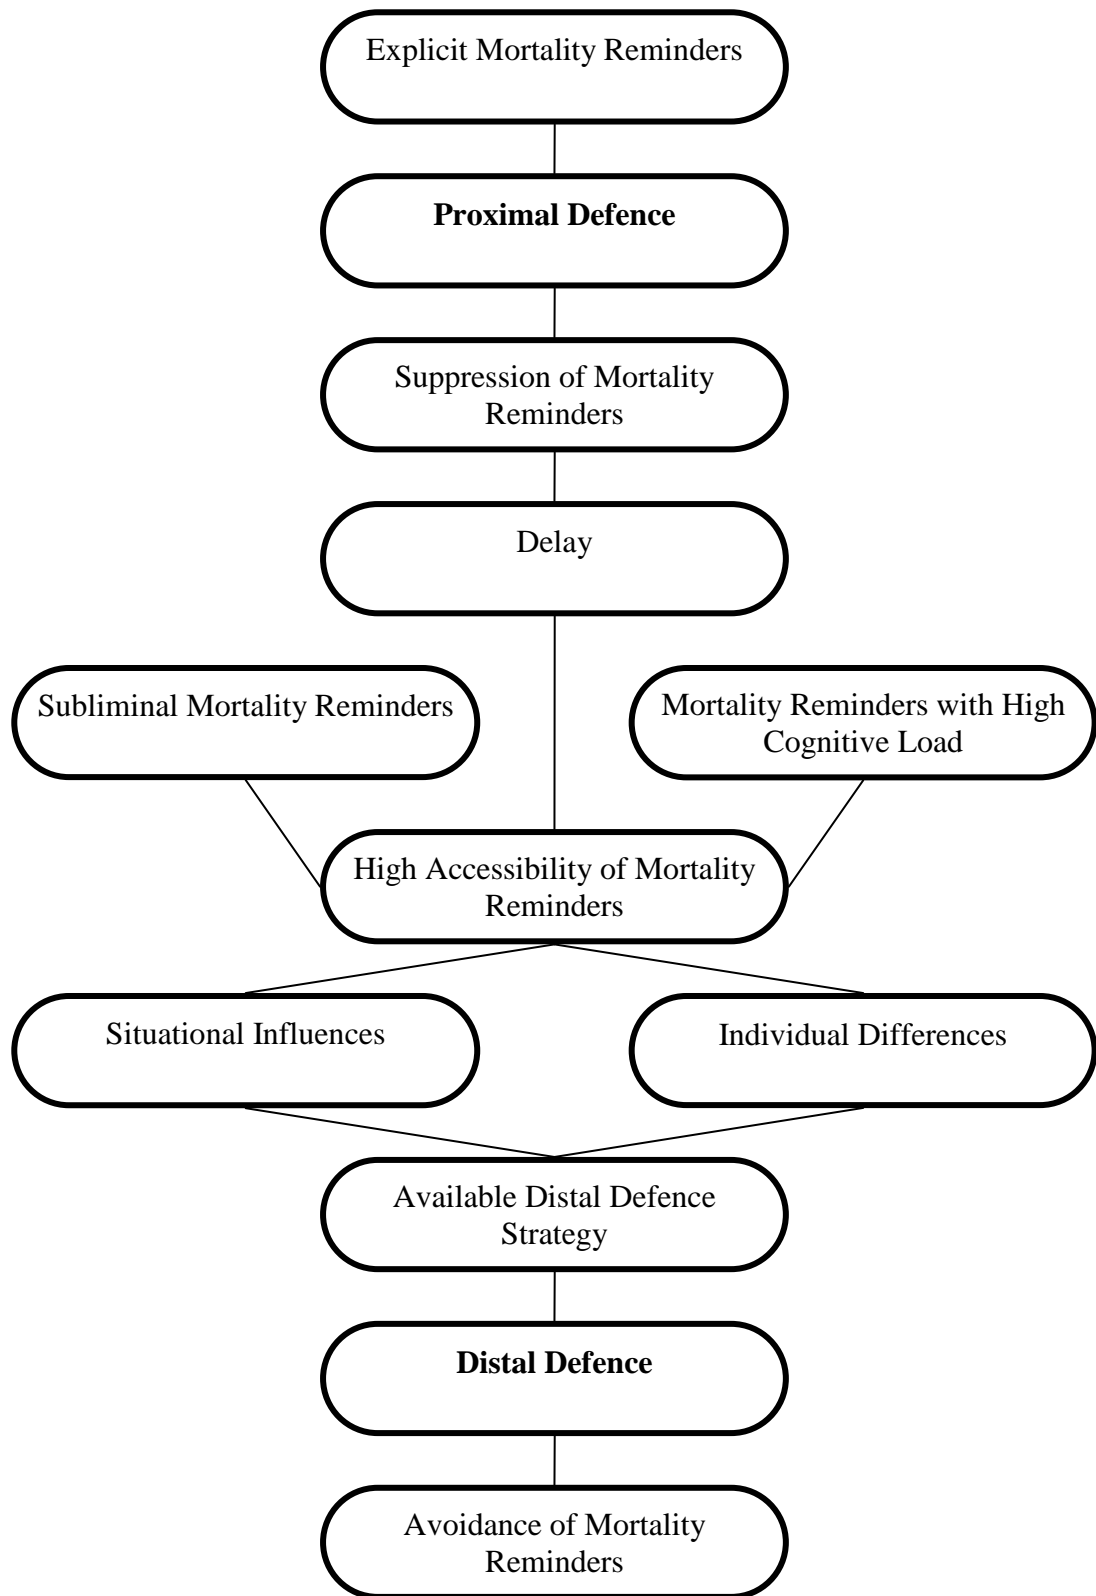 Explicit Mortality Reminders
Proximal Defence
Suppression of Mortality
Reminders
Delay
Subliminal Mortality Reminders
Mortality Reminders with High
Cognitive Load
High Accessibility of Mortality
Reminders
Situational Influences
Individual Differences
Available Distal Defence
Strategy
Distal Defence
Avoidance of Mortality
Reminders